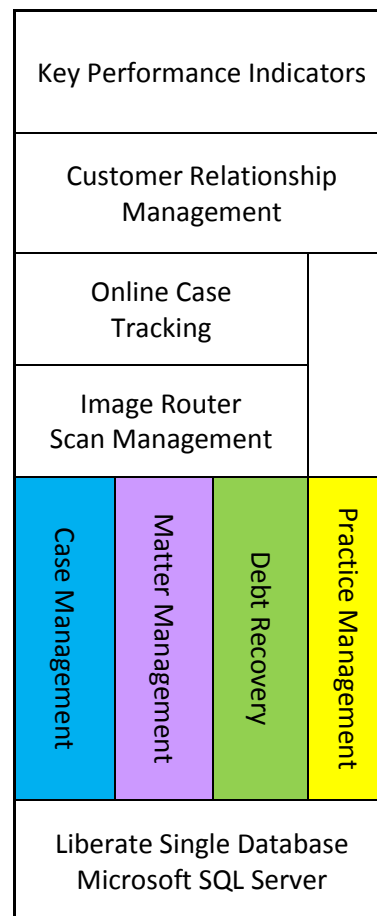 Key Performance Indicators
Customer Relationship
Management
Online Case
Tracking
Image Router
Scan Management
Case Management
Matter Management
Debt Recovery
Practice Management
Liberate Single Database
Microsoft SQL Server